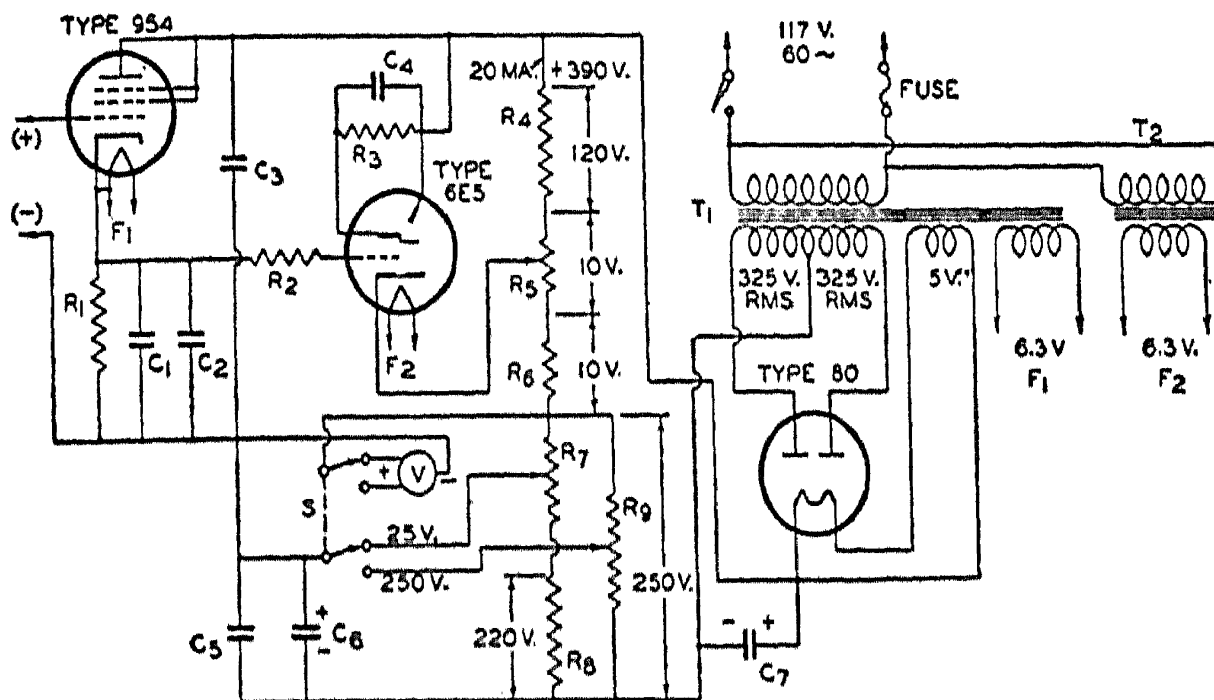 TYPE 954
117 V.
60 ~
FUSE
C4
20 MA.
+390 V.
R4
(+)
R3
120 V.
T2
C3
TYPE
6E5
T1
(-)
F1
R2
R5
10 V.
325 V.
RMS
325 V.
RMS
5 V."
R1
C1
C2
F2
R6
10 V.
TYPE 80
6.3 V
F1
6.3 V.
F2
+
V
-
R7
S
R9
25 V.
250 V.
250 V.
C5
+
-
C6
220 V.
R8
-
+
C7